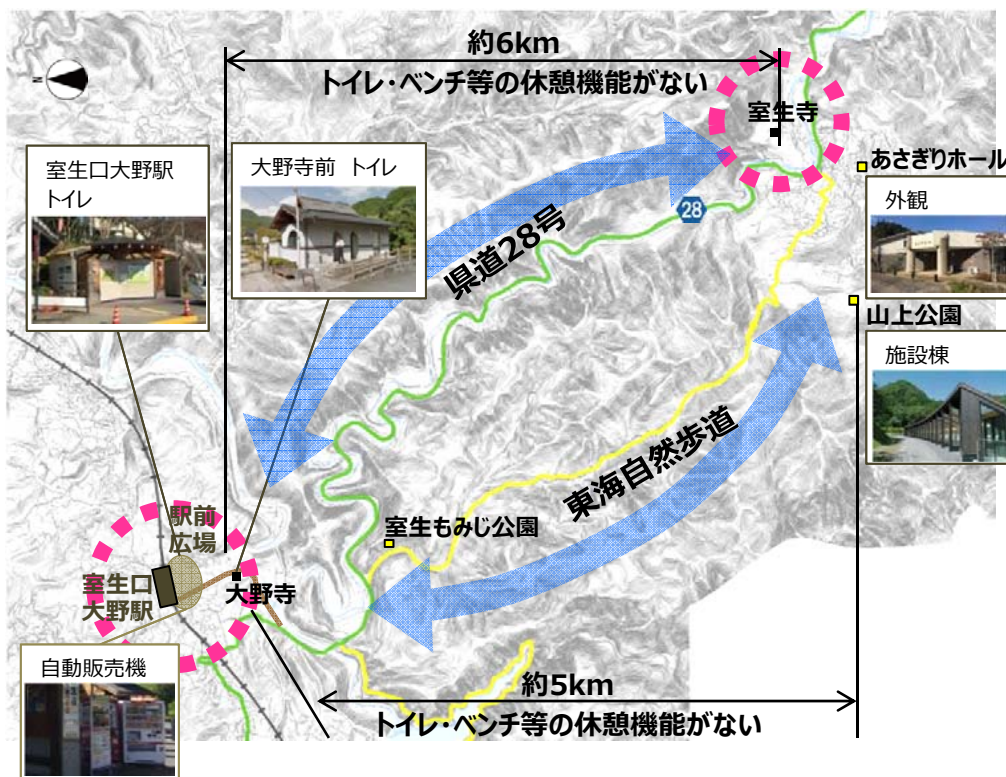 約6km
トイレ・ベンチ等の休憩機能がない
N
室生寺
室生口大野駅
トイレ
大野寺前 トイレ
あさぎりホール
外観
28
県道28号
山上公園
施設棟
東海自然歩道
室生もみじ公園
駅前
広場
室生口
大野駅
大野寺
自動販売機
約5km
トイレ・ベンチ等の休憩機能がない